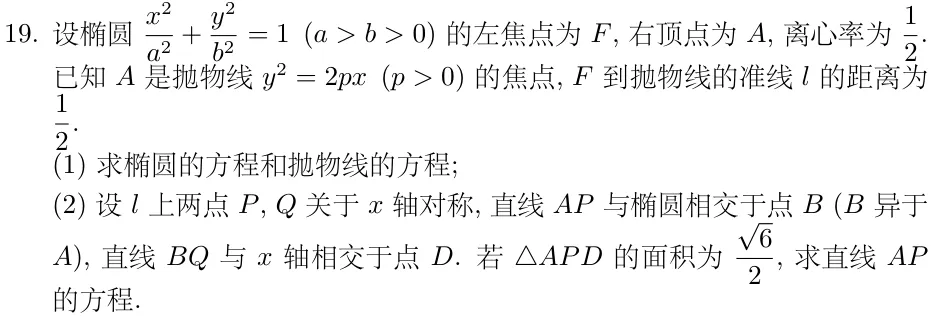 19. 设椭圆 $\dfrac{x^2}{a^2} + \dfrac{y^2}{b^2} = 1$ $(a > b > 0)$ 的左焦点为 $F$, 右顶点为 $A$, 离心率为 $\dfrac{1}{2}$.
已知 $A$ 是抛物线 $y^2 = 2px$ $(p > 0)$ 的焦点, $F$ 到抛物线的准线 $l$ 的距离为
$\dfrac{1}{2}$.
(1) 求椭圆的方程和抛物线的方程;
(2) 设 $l$ 上两点 $P$, $Q$ 关于 $x$ 轴对称, 直线 $AP$ 与椭圆相交于点 $B$ ($B$ 异于
$A$), 直线 $BQ$ 与 $x$ 轴相交于点 $D$. 若 $\triangle APD$ 的面积为 $\dfrac{\sqrt{6}}{2}$, 求直线 $AP$
的方程.